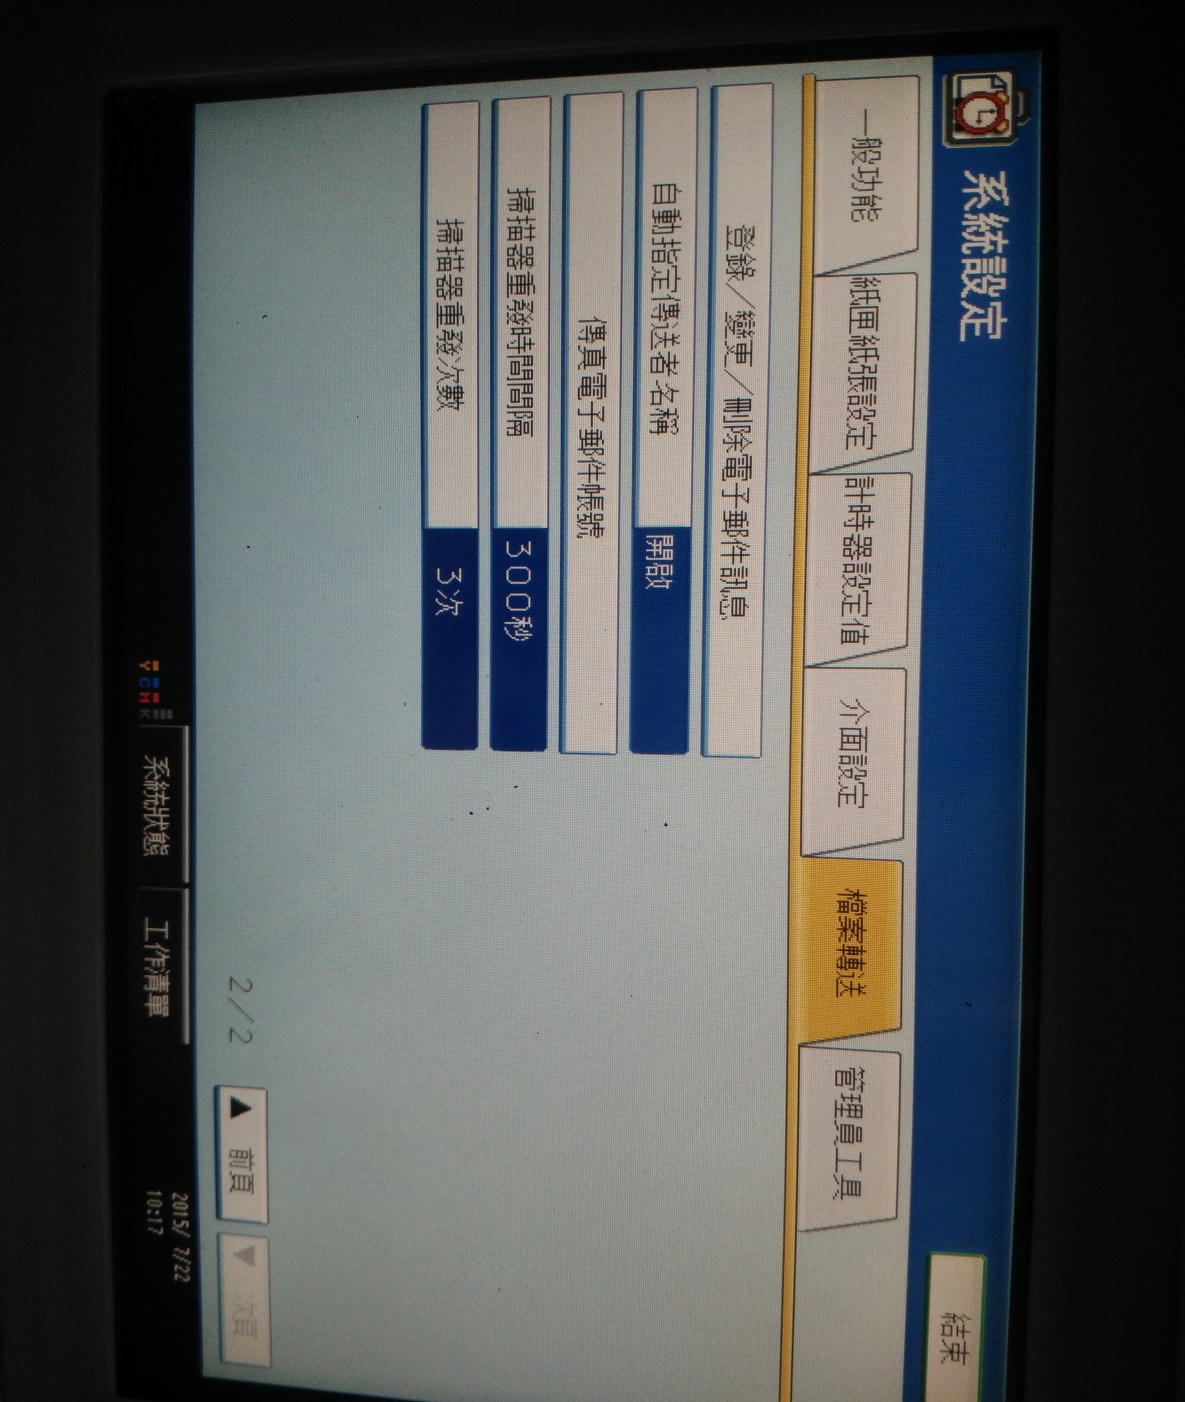 系統設定
結束
一般功能
紙匣紙張設定
計時器設定值
介面設定
檔案轉送
管理員工具
登錄／變更／刪除電子郵件訊息
自動指定傳送者名稱 開啟
傳真電子郵件帳號
掃描器重發時間間隔 300秒
掃描器重發次數 3次
2/2
▲ 前頁
▼ 次頁
YCMK
系統狀態
工作清單
2015/ 7/22
10:17